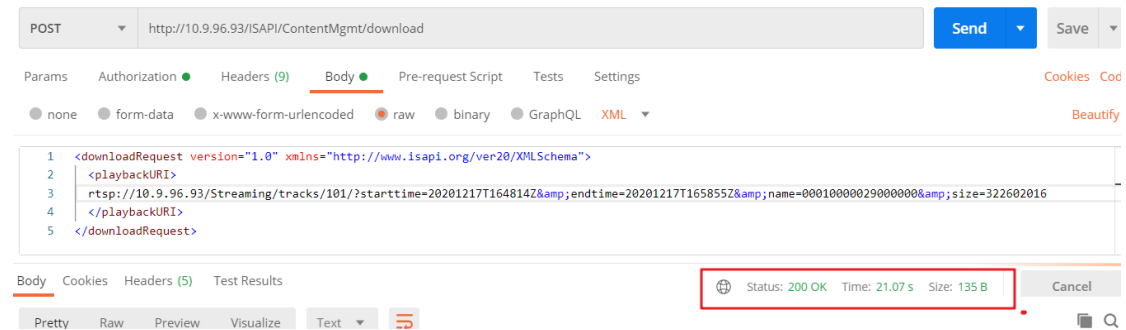 POST http://10.9.96.93/ISAPI/ContentMgmt/download Send Save
Params Authorization Headers (9) Body Pre-request Script Tests Settings Cookies Cod
none form-data x-www-form-urlencoded raw binary GraphQL XML Beautify
1 <downloadRequest version="1.0" xmlns="http://www.isapi.org/ver20/XMLSchema">
2 <playbackURI>
3 rtsp://10.9.96.93/Streaming/tracks/101/?starttime=20201217T164814Z&amp;endtime=20201217T165855Z&amp;name=00010000029000000&amp;size=322602016
4 </playbackURI>
5 </downloadRequest>
Body Cookies Headers (5) Test Results Status: 200 OK Time: 21.07 s Size: 135 B Cancel
Pretty Raw Preview Visualize Text